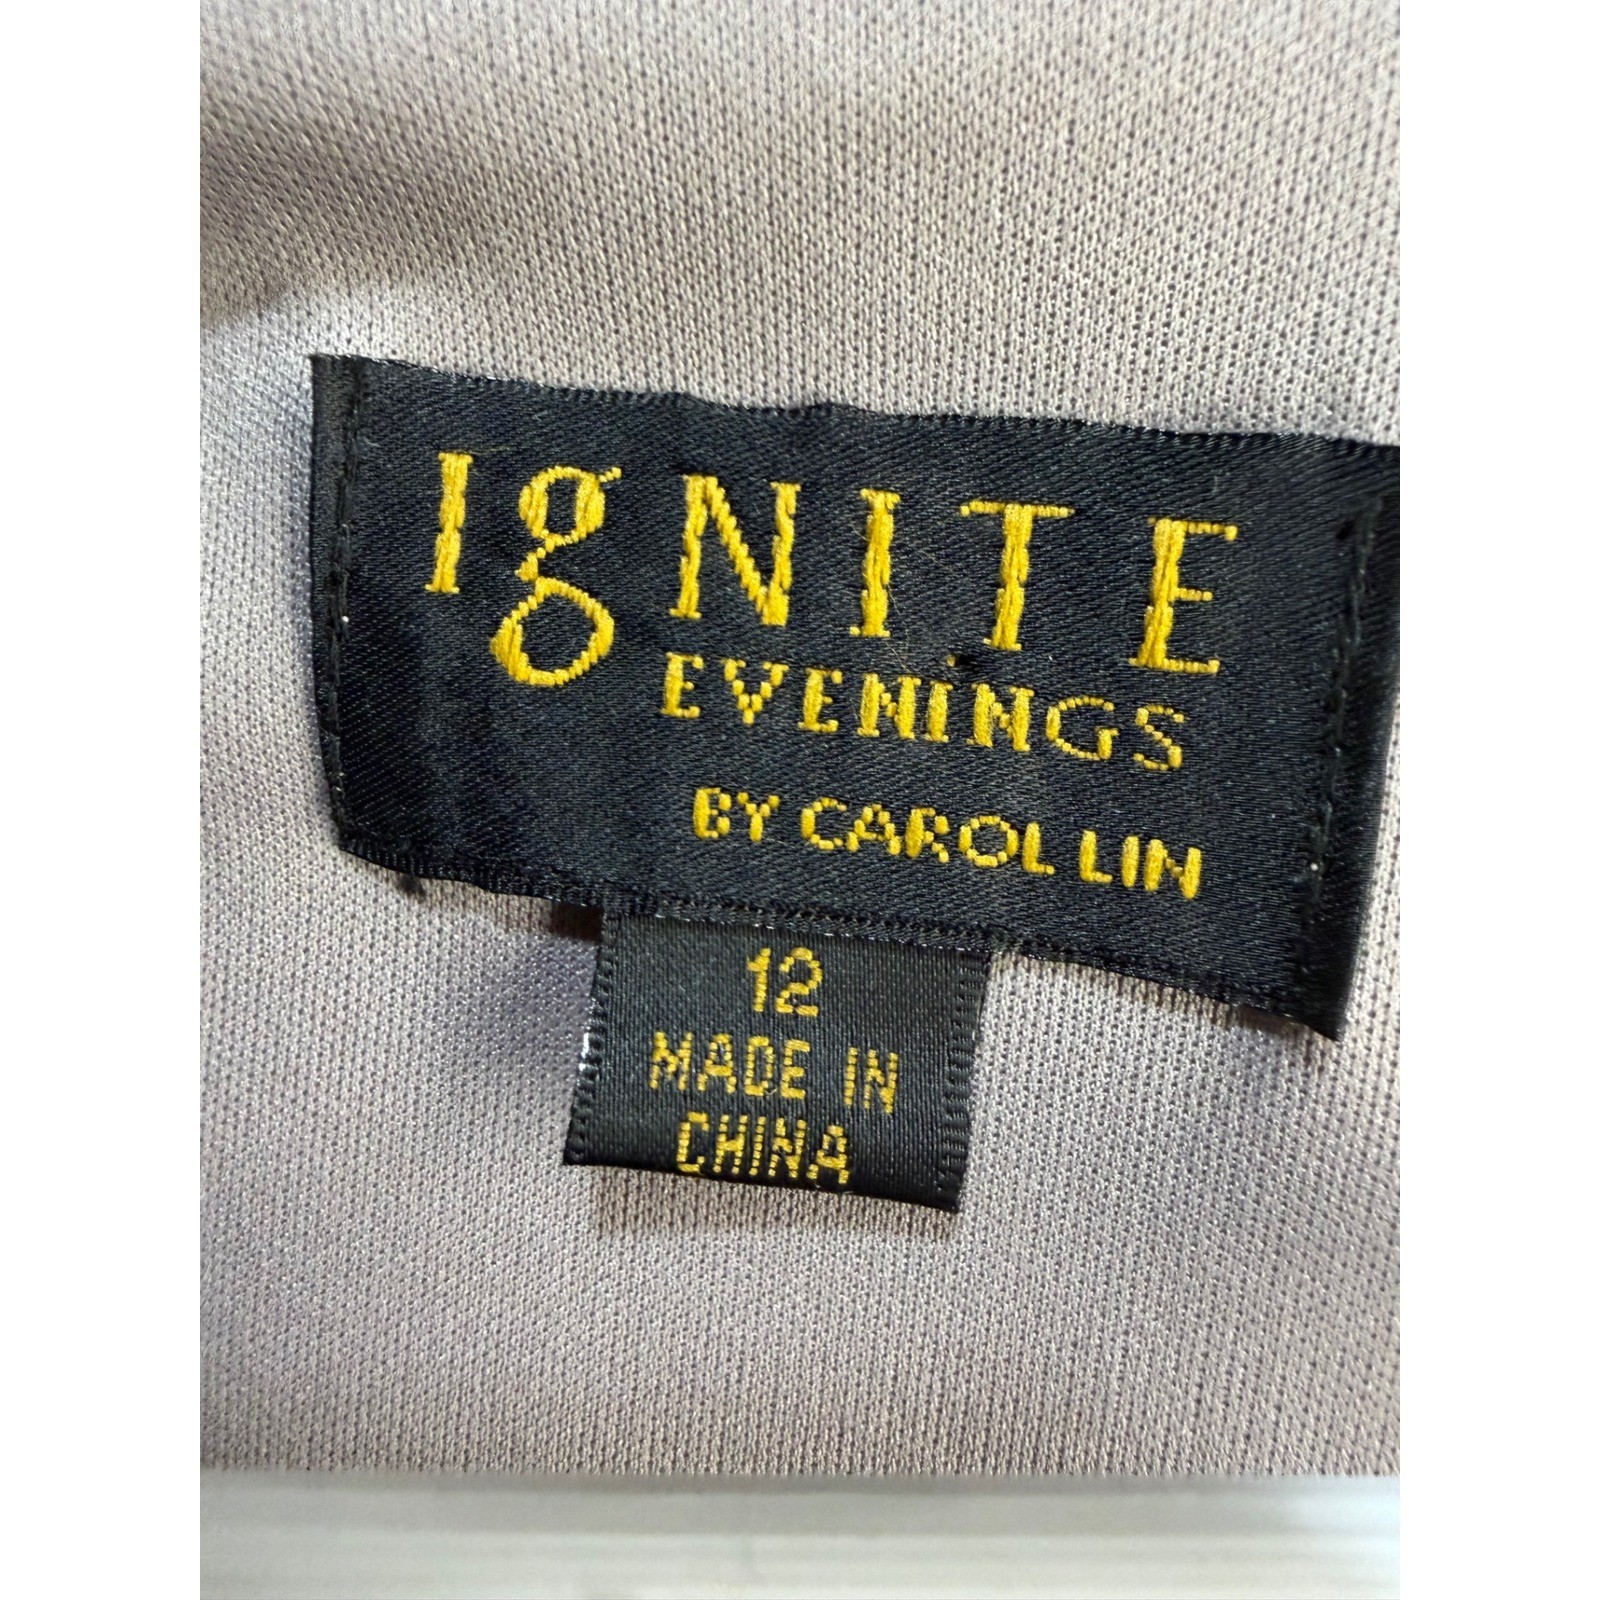 IgNITE
EVENiNGS
BY CAROL LIN
12
MADE IN
CHINA